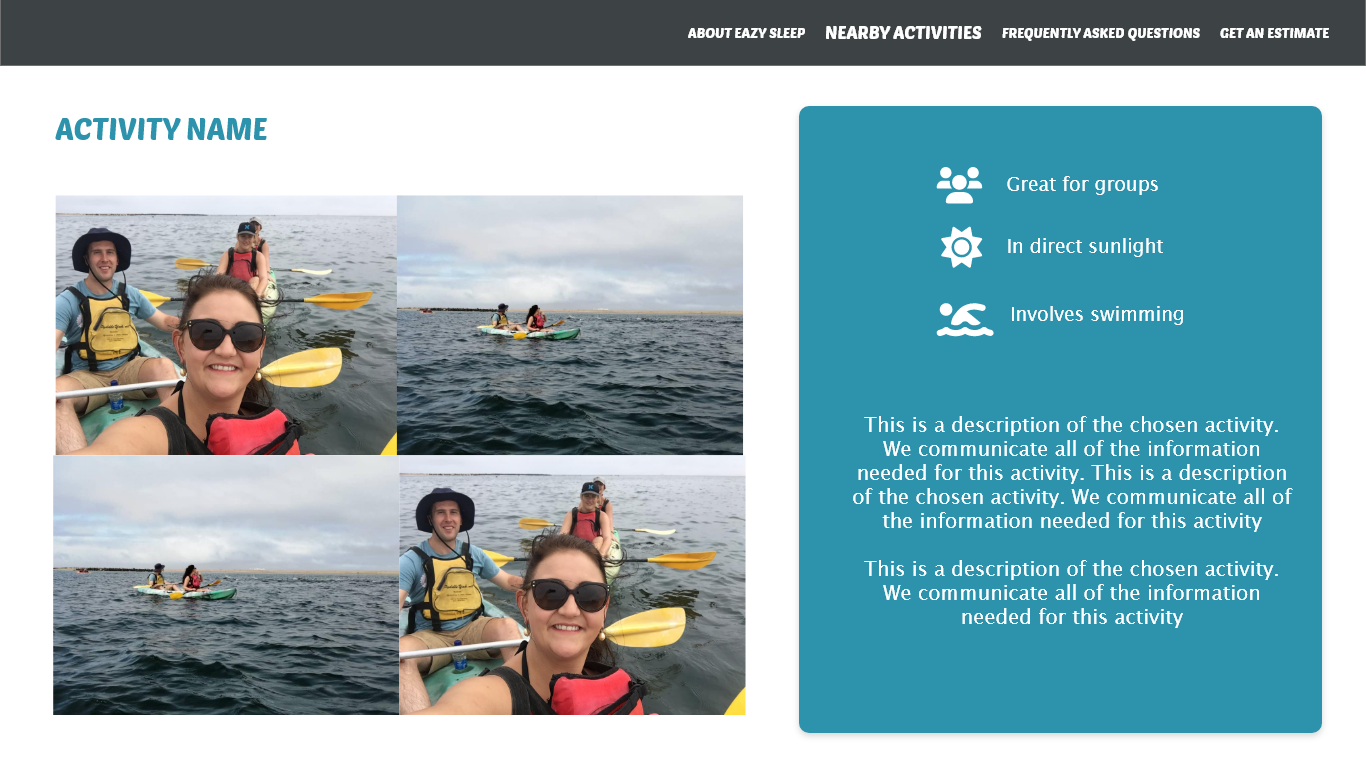 ABOUT EAZY SLEEP NEARBY ACTIVITIES FREQUENTLY ASKED QUESTIONS GET AN ESTIMATE
ACTIVITY NAME
Great for groups
In direct sunlight
Involves swimming
This is a description of the chosen activity.
We communicate all of the information
needed for this activity. This is a description
of the chosen activity. We communicate all of
the information needed for this activity
This is a description of the chosen activity.
We communicate all of the information
needed for this activity